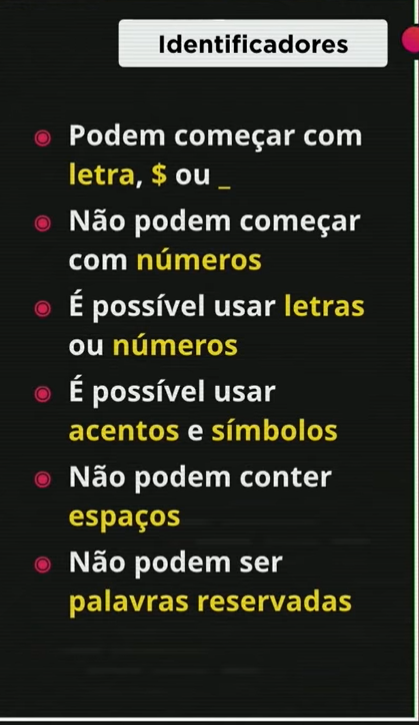 Identificadores
Podem começar com
letra, $ ou _
Não podem começar
com números
É possível usar letras
ou números
É possível usar
acentos e símbolos
Não podem conter
espaços
Não podem ser
palavras reservadas